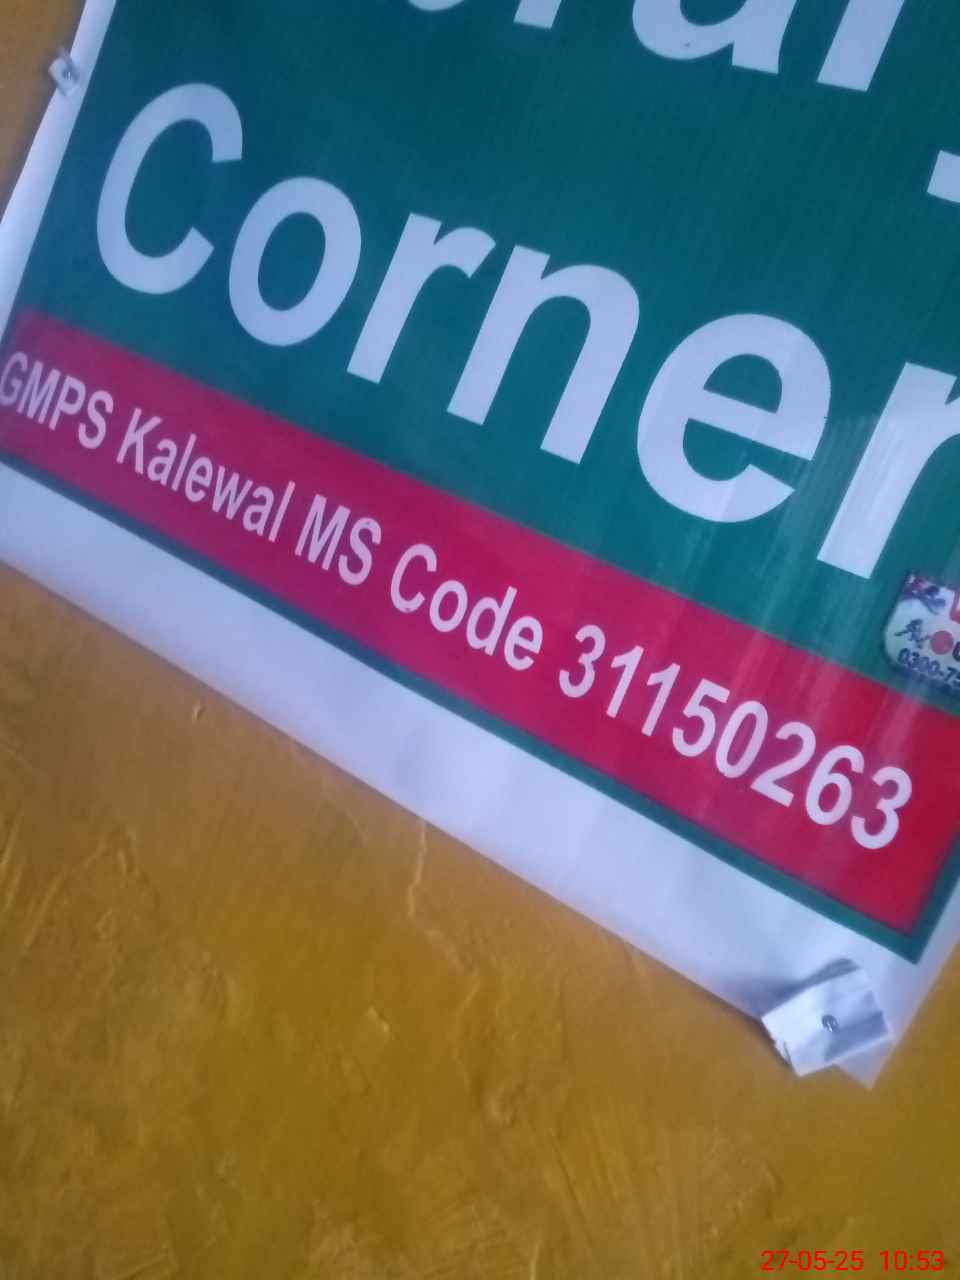 Corner
GMPS Kalewal MS Code 31150263
27-05-25 10:53